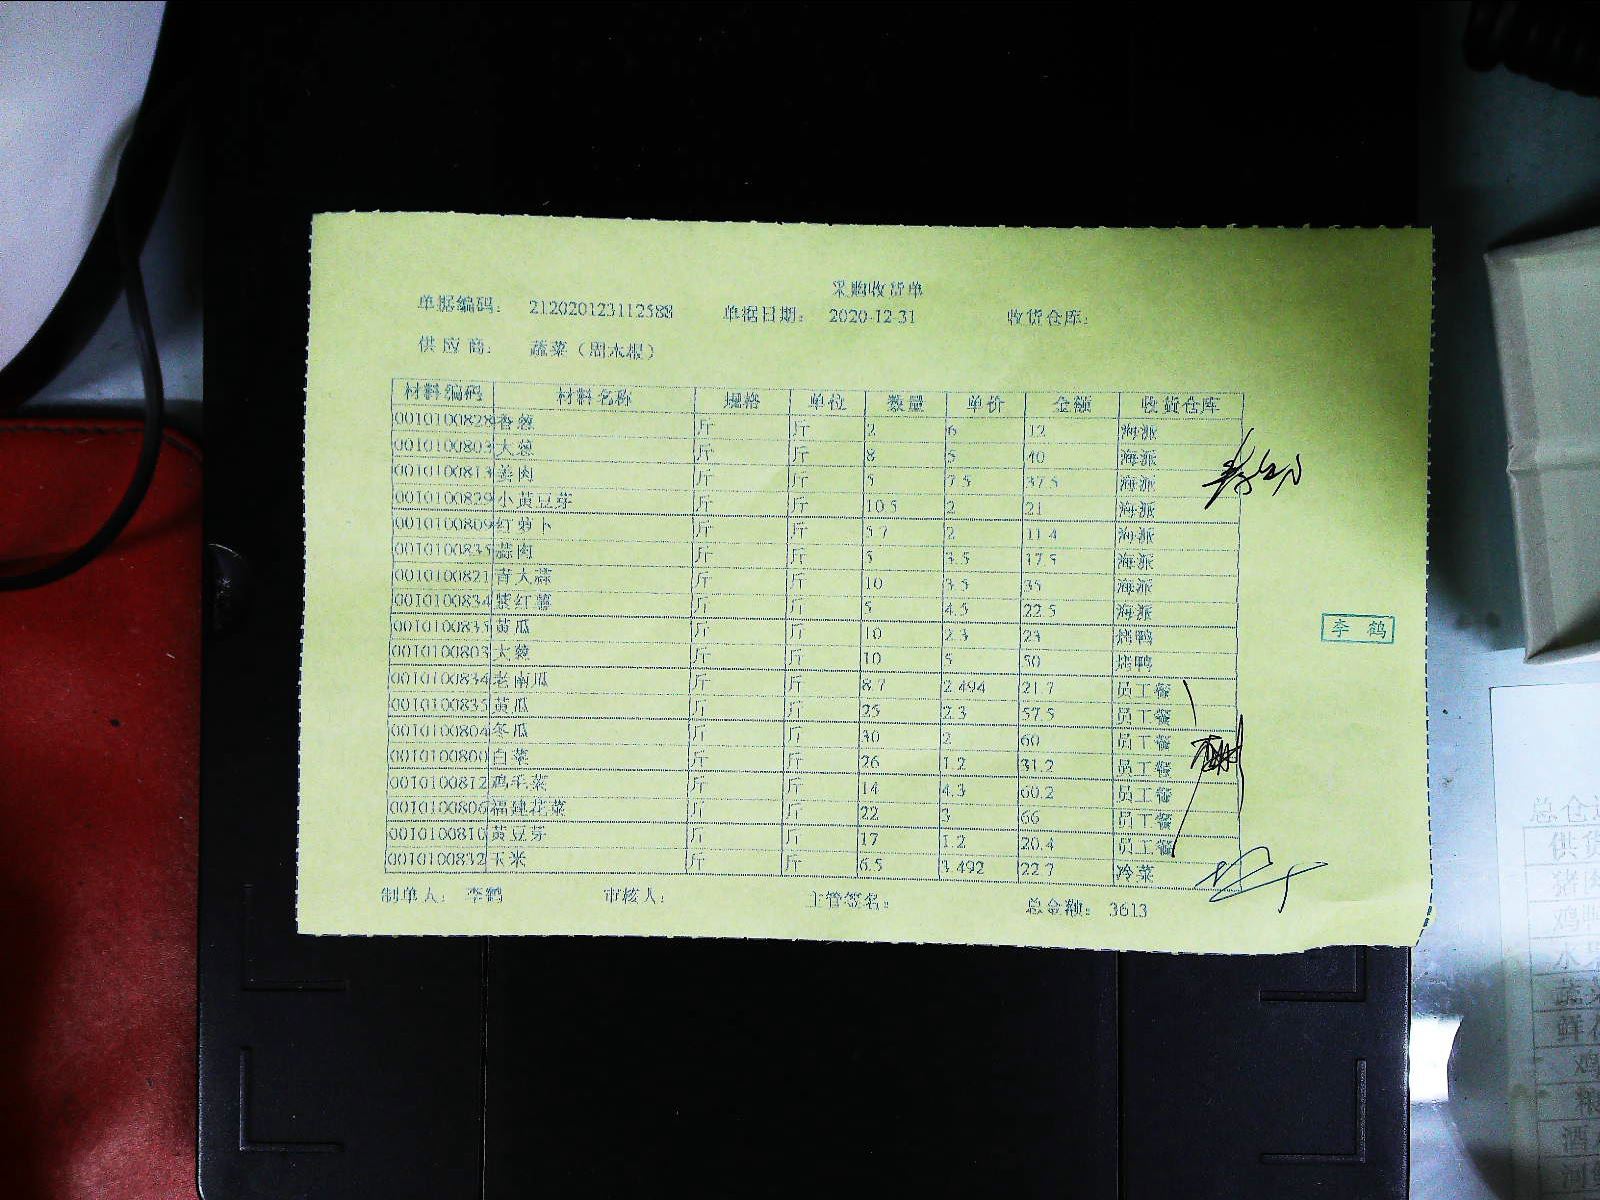 采购收货单
单据编码： 212020123112588 单据日期： 2020-12-31 收货仓库：
供应商： 蔬菜（周木根）
材料编码 材料名称 规格 单位 数量 单价 金额 收货仓库
0010100828 香葱 斤 斤 2 6 12 海派
0010100803 大葱 斤 斤 8 5 40 海派
0010100813 姜肉 斤 斤 5 7.5 37.5 海派
0010100829 小黄豆芽 斤 斤 10.5 2 21 海派
0010100809 红萝卜 斤 斤 5.7 2 11.4 海派
0010100835 蒜肉 斤 斤 5 3.5 17.5 海派
0010100821 青大蒜 斤 斤 10 3.5 35 海派
0010100834 紫红薯 斤 斤 5 4.5 22.5 海派
0010100835 黄瓜 斤 斤 10 2.3 23 烤鸭
0010100803 大葱 斤 斤 10 5 50 烤鸭
0010100834 老南瓜 斤 斤 8.7 2.494 21.7 员工餐
0010100835 黄瓜 斤 斤 25 2.3 57.5 员工餐
0010100804 冬瓜 斤 斤 30 2 60 员工餐
0010100800 白菜 斤 斤 26 1.2 31.2 员工餐
0010100812 鸡毛菜 斤 斤 14 4.3 60.2 员工餐
0010100806 福建花菜 斤 斤 22 3 66 员工餐
0010100810 黄豆芽 斤 斤 17 1.2 20.4 员工餐
0010100832 玉米 斤 斤 6.5 3.492 22.7 冷菜
制单人： 李鹤 审核人： 主管签名： 总金额： 3613
李鹤
总仓
供货
猪肉
鸡鸭
水
蔬菜
鲜
鸡
粮
酒